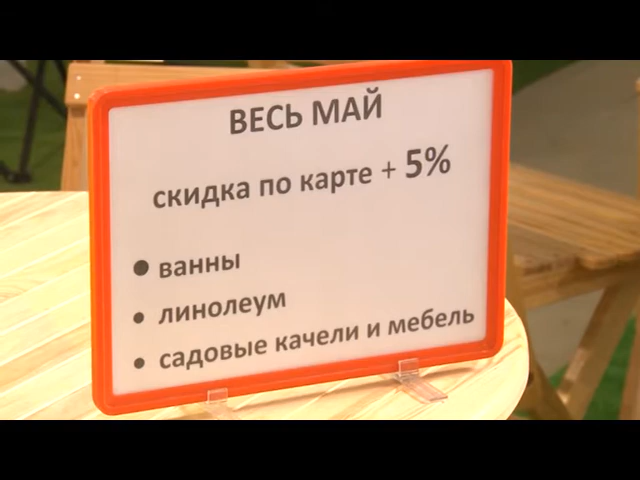 ВЕСЬ МАЙ
скидка по карте + 5%
• ванны
• линолеум
• садовые качели и мебель